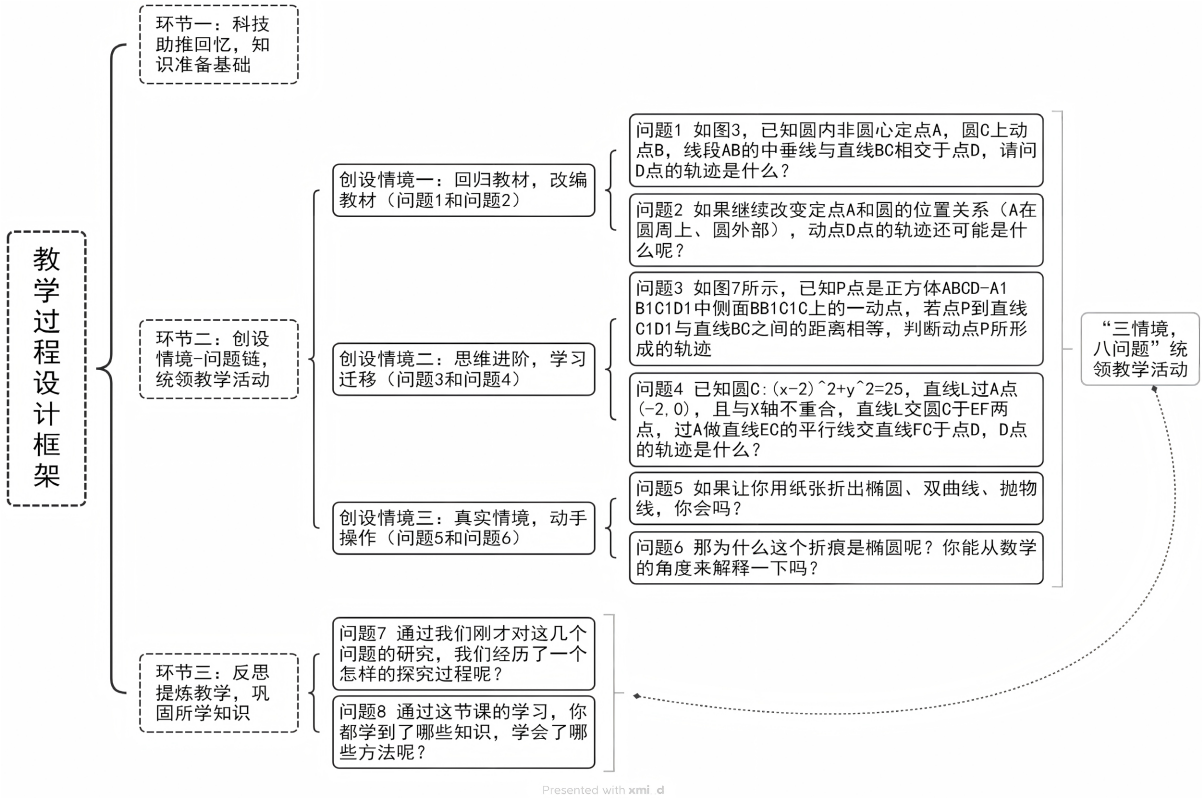 教
学
过
程
设
计
框
架
环节一：科技
助推回忆，知
识准备基础
环节二：创设
情境-问题链，
统领教学活动
创设情境一：回归教材，改编
教材（问题1和问题2）
问题1 如图3，已知圆内非圆心定点A，圆C上动
点B，线段AB的中垂线与直线BC相交于点D，请问
D点的轨迹是什么？
问题2 如果继续改变定点A和圆的位置关系（A在
圆周上、圆外部），动点D点的轨迹还可能是什
么呢？
创设情境二：思维进阶，学习
迁移（问题3和问题4）
问题3 如图7所示，已知P点是正方体ABCD-A1
B1C1D1中侧面BB1C1C上的一动点，若点P到直线
C1D1与直线BC之间的距离相等，判断动点P所形
成的轨迹
问题4 已知圆C:(x-2)^2+y^2=25，直线L过A点
(-2,0)，且与X轴不重合，直线L交圆C于EF两
点，过A做直线EC的平行线交直线FC于点D，D点
的轨迹是什么？
创设情境三：真实情境，动手
操作（问题5和问题6）
问题5 如果让你用纸张折出椭圆、双曲线、抛物
线，你会吗？
问题6 那为什么这个折痕是椭圆呢？你能从数学
的角度来解释一下吗？
“三情境，
八问题”统
领教学活动
环节三：反思
提炼教学，巩
固所学知识
问题7 通过我们刚才对这几个
问题的研究，我们经历了一个
怎样的探究过程呢？
问题8 通过这节课的学习，你
都学到了哪些知识，学会了哪
些方法呢？
Presented with xmi d